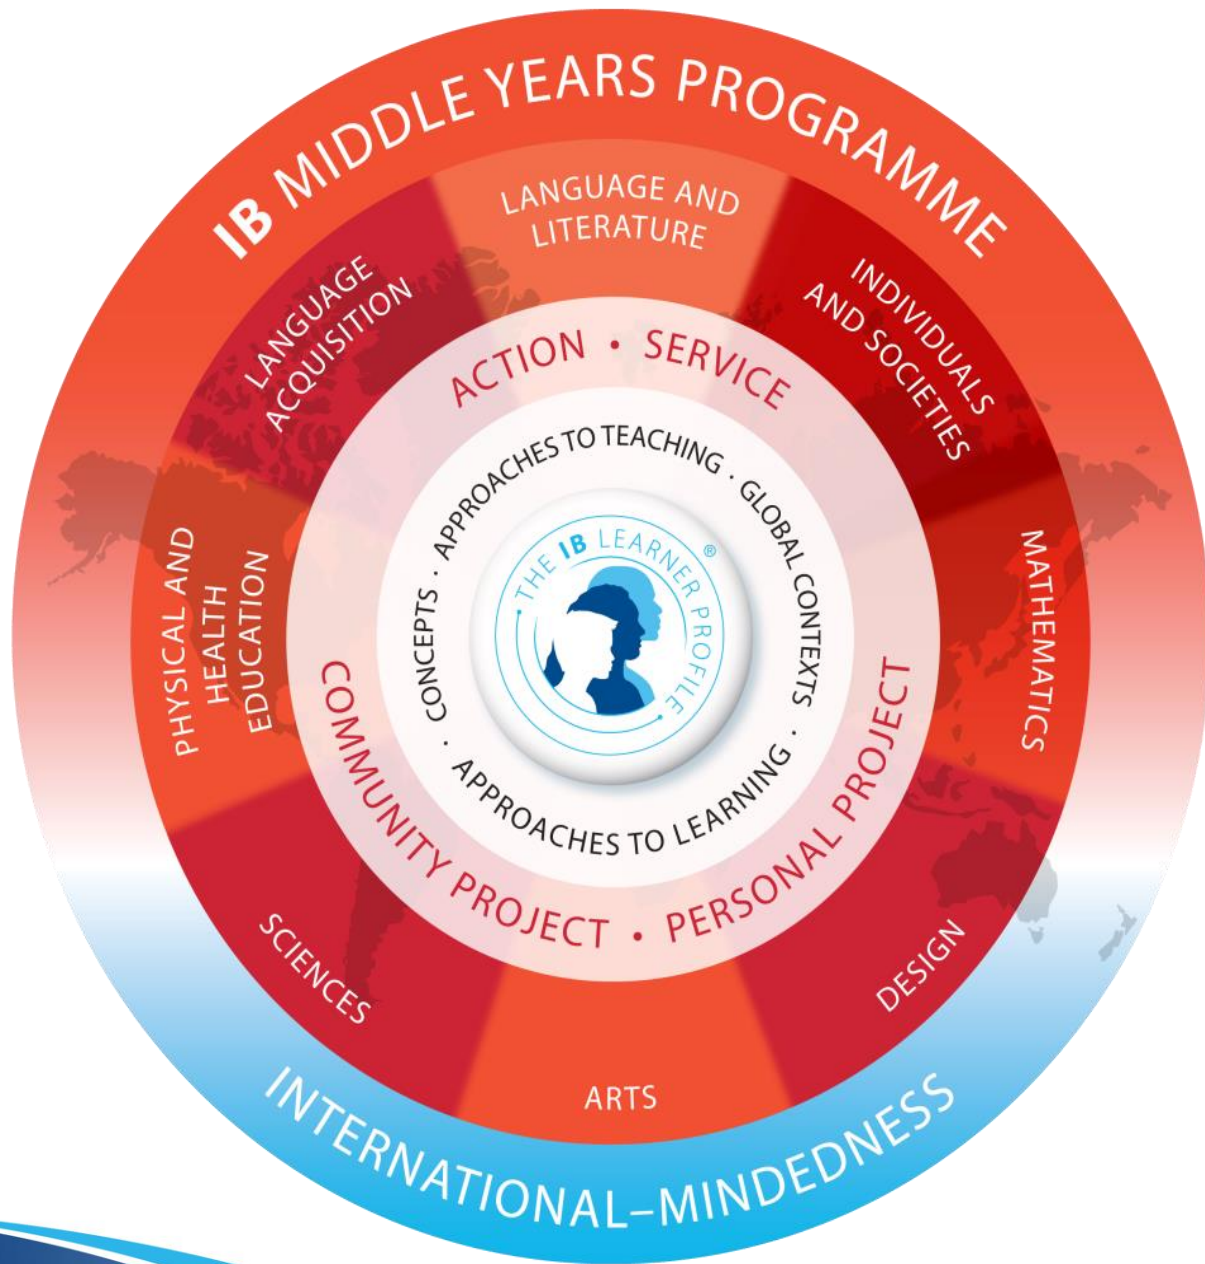 IB MIDDLE YEARS PROGRAMME
LANGUAGE AND
LITERATURE
INDIVIDUALS
AND SOCIETIES
MATHEMATICS
DESIGN
ARTS
SCIENCES
PHYSICAL AND
HEALTH
EDUCATION
LANGUAGE
ACQUISITION
ACTION • SERVICE
PERSONAL PROJECT
• COMMUNITY PROJECT
APPROACHES TO TEACHING · GLOBAL CONTEXTS · APPROACHES TO LEARNING · CONCEPTS ·
• THE IB LEARNER PROFILE • ®
INTERNATIONAL–MINDEDNESS